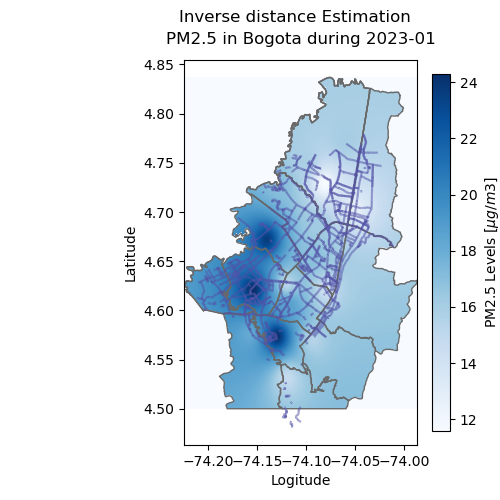 Inverse distance Estimation
PM2.5 in Bogota during 2023-01
4.85
4.80
4.75
4.70
4.65
4.60
4.55
4.50
Latitude
−74.20 −74.15 −74.10 −74.05 −74.00
Logitude
24
22
20
18
16
14
12
PM2.5 Levels [μg/m3]